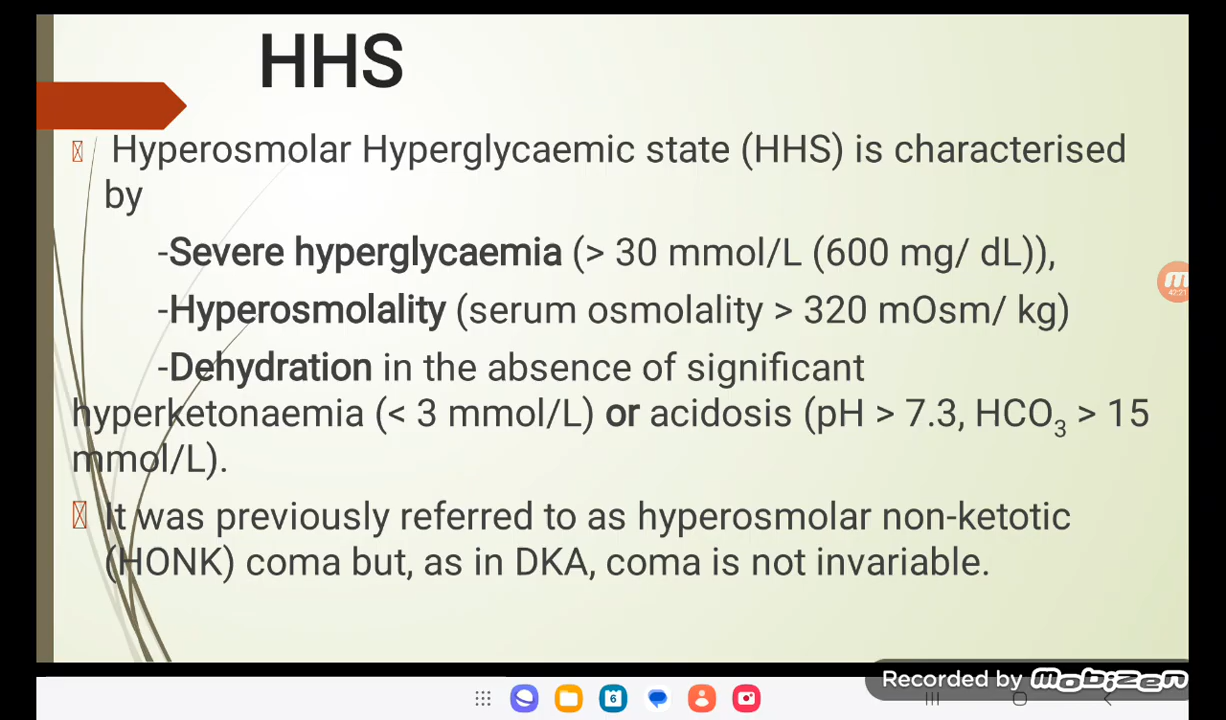 HHS
Hyperosmolar Hyperglycaemic state (HHS) is characterised
by
-Severe hyperglycaemia (> 30 mmol/L (600 mg/ dL)),
-Hyperosmolality (serum osmolality > 320 mOsm/ kg)
-Dehydration in the absence of significant
hyperketonaemia (< 3 mmol/L) or acidosis (pH > 7.3, HCO3 > 15
mmol/L).
It was previously referred to as hyperosmolar non-ketotic
(HONK) coma but, as in DKA, coma is not invariable.
42:21
6
Recorded by mobizen